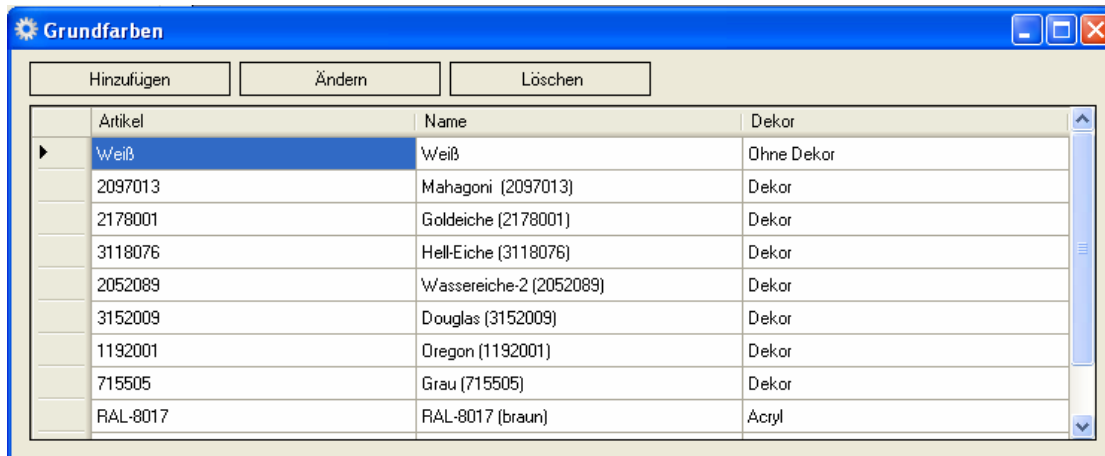 Grundfarben
Hinzufügen Ändern Löschen
Artikel Name Dekor
Weiß Weiß Ohne Dekor
2097013 Mahagoni (2097013) Dekor
2178001 Goldeiche (2178001) Dekor
3118076 Hell-Eiche (3118076) Dekor
2052089 Wassereiche-2 (2052089) Dekor
3152009 Douglas (3152009) Dekor
1192001 Oregon (1192001) Dekor
715505 Grau (715505) Dekor
RAL-8017 RAL-8017 (braun) Acryl